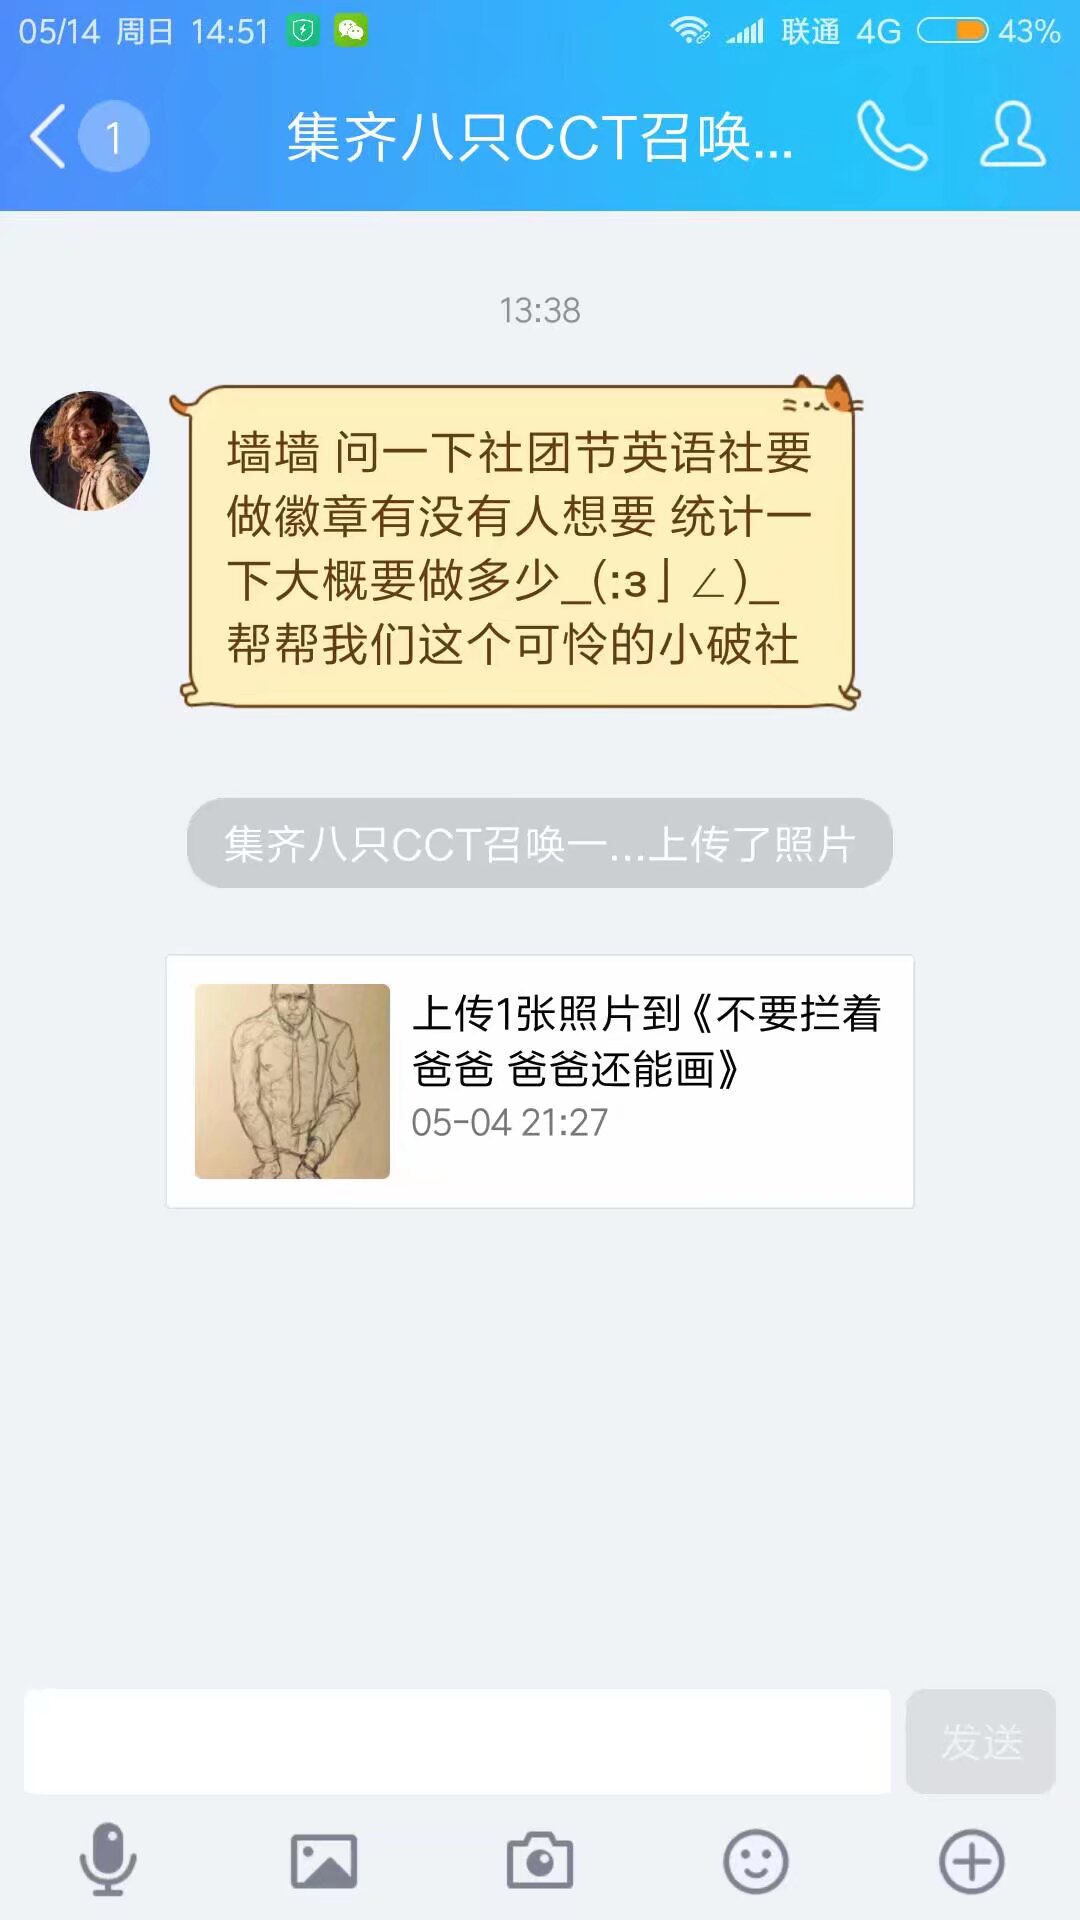 05/14 周日 14:51
联通 4G 43%
1
集齐八只CCT召唤...
13:38
墙墙 问一下社团节英语社要
做徽章有没有人想要 统计一
下大概要做多少_(:з」∠)_
帮帮我们这个可怜的小破社
集齐八只CCT召唤一...上传了照片
上传1张照片到《不要拦着
爸爸 爸爸还能画》
05-04 21:27
发送